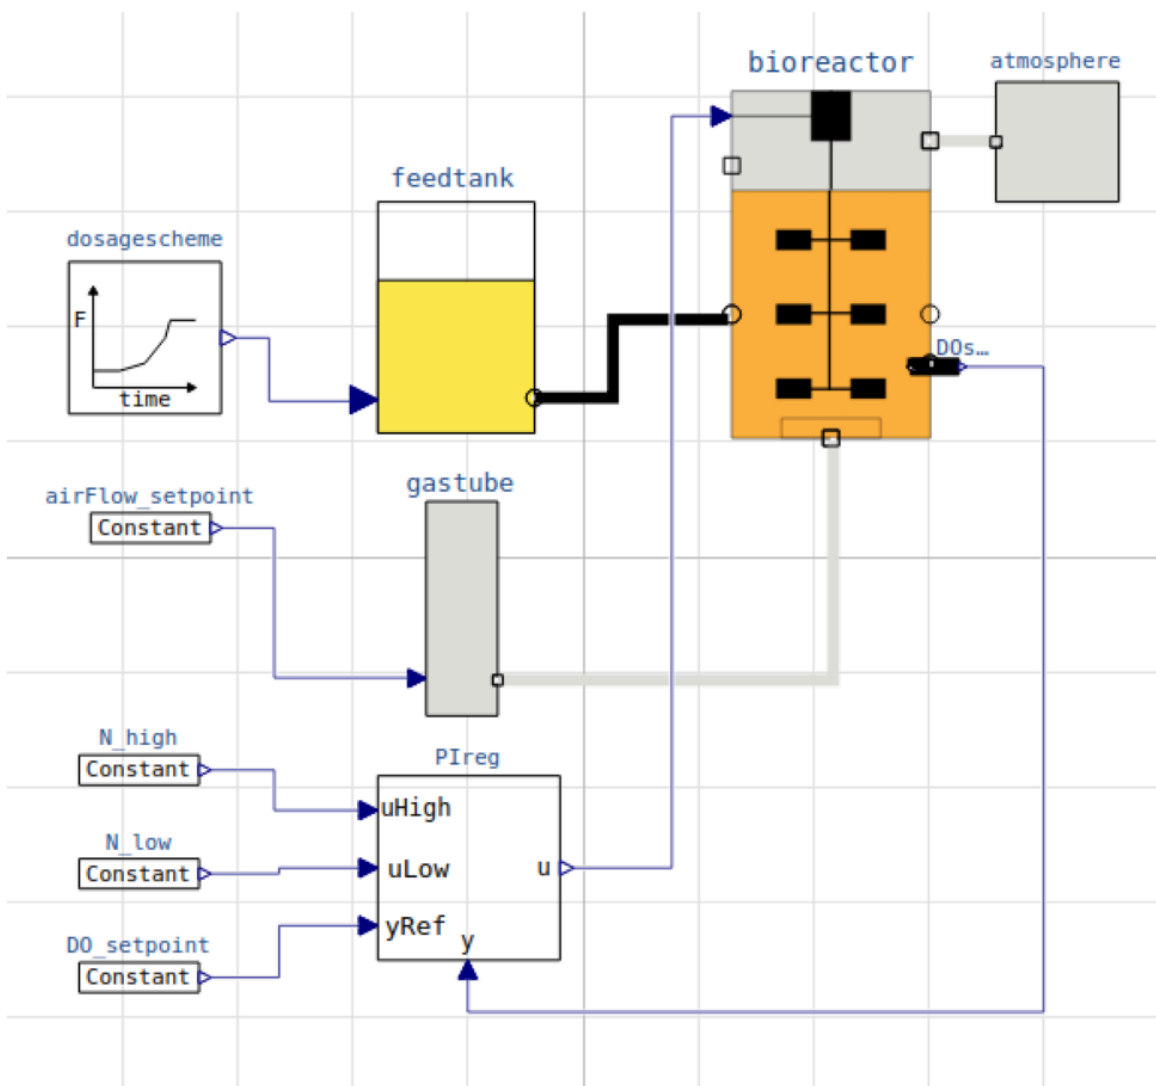 bioreactor
atmosphere
feedtank
dosagescheme
F
time
DOs…
airFlow_setpoint
Constant
gastube
N_high
Constant
PIreg
uHigh
N_low
Constant
uLow
u
DO_setpoint
Constant
yRef
y